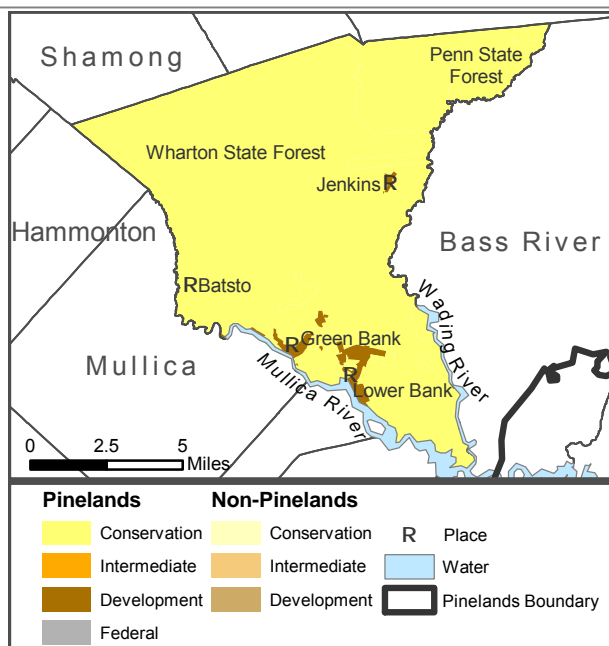 Shamong
Penn State
Forest
Wharton State Forest
Jenkins R
Hammonton
Bass River
R Batsto
Wading River
R Green Bank
Mullica
R
Lower Bank
Mullica River
0 2.5 5
Miles
Pinelands Non-Pinelands
Conservation Conservation R Place
Intermediate Intermediate Water
Development Development Pinelands Boundary
Federal